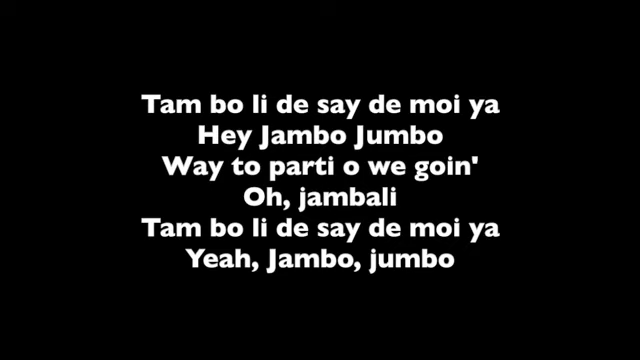 Tam bo li de say de moi ya
Hey Jambo Jumbo
Way to parti o we goin'
Oh, jambali
Tam bo li de say de moi ya
Yeah, Jambo, jumbo